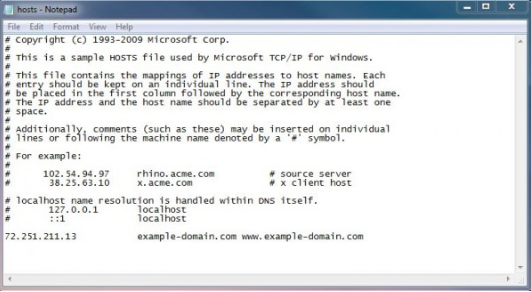 hosts - Notepad
File Edit Format View Help
# Copyright (c) 1993-2009 Microsoft Corp.
#
# This is a sample HOSTS file used by Microsoft TCP/IP for Windows.
#
# This file contains the mappings of IP addresses to host names. Each
# entry should be kept on an individual line. The IP address should
# be placed in the first column followed by the corresponding host name.
# The IP address and the host name should be separated by at least one
# space.
#
# Additionally, comments (such as these) may be inserted on individual
# lines or following the machine name denoted by a '#' symbol.
#
# For example:
#
# 102.54.94.97 rhino.acme.com # source server
# 38.25.63.10 x.acme.com # x client host

# localhost name resolution is handled within DNS itself.
# 127.0.0.1 localhost
# ::1 localhost

72.251.211.13 example-domain.com www.example-domain.com